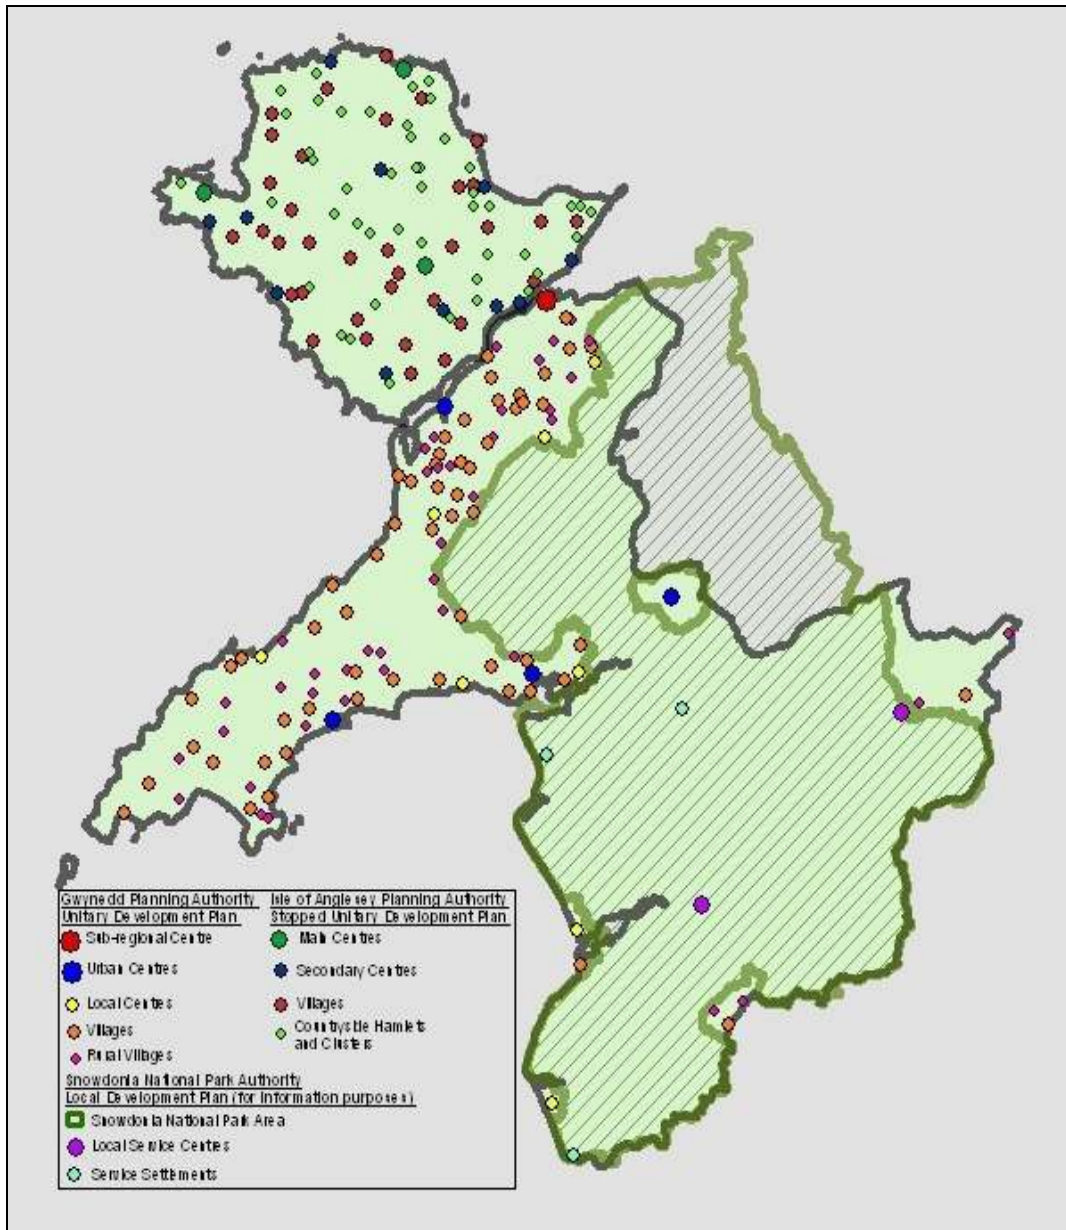 Gwynedd Planning Authority
Unitary Development Plan
Sub-regional Centre
Urban Centres
Local Centres
Villages
Rural Villages
Isle of Anglesey Planning Authority
Stopped Unitary Development Plan
Main Centres
Secondary Centres
Villages
Countryside Hamlets
and Clusters
Snowdonia National Park Authority
Local Development Plan (for information purposes)
Snowdonia National Park Area
Local Service Centres
Service Settlements